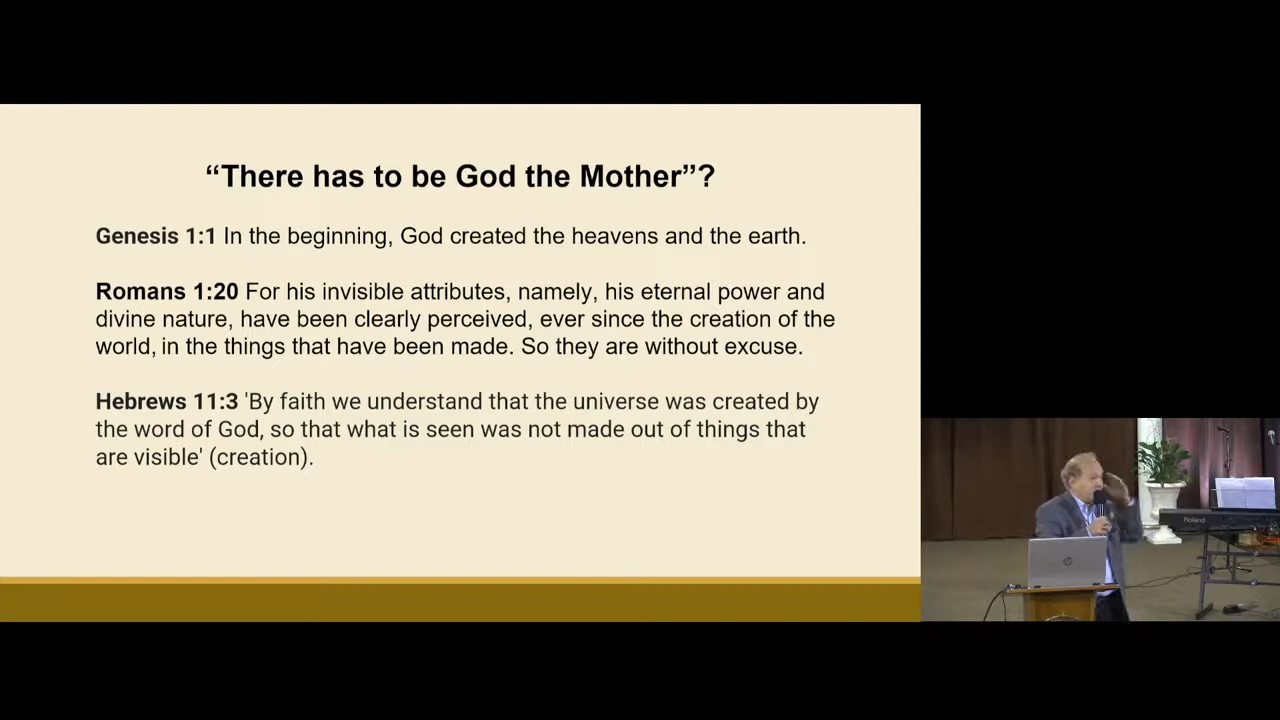 “There has to be God the Mother”?
Genesis 1:1 In the beginning, God created the heavens and the earth.
Romans 1:20 For his invisible attributes, namely, his eternal power and
divine nature, have been clearly perceived, ever since the creation of the
world, in the things that have been made. So they are without excuse.
Hebrews 11:3 'By faith we understand that the universe was created by
the word of God, so that what is seen was not made out of things that
are visible' (creation).
Roland
hp